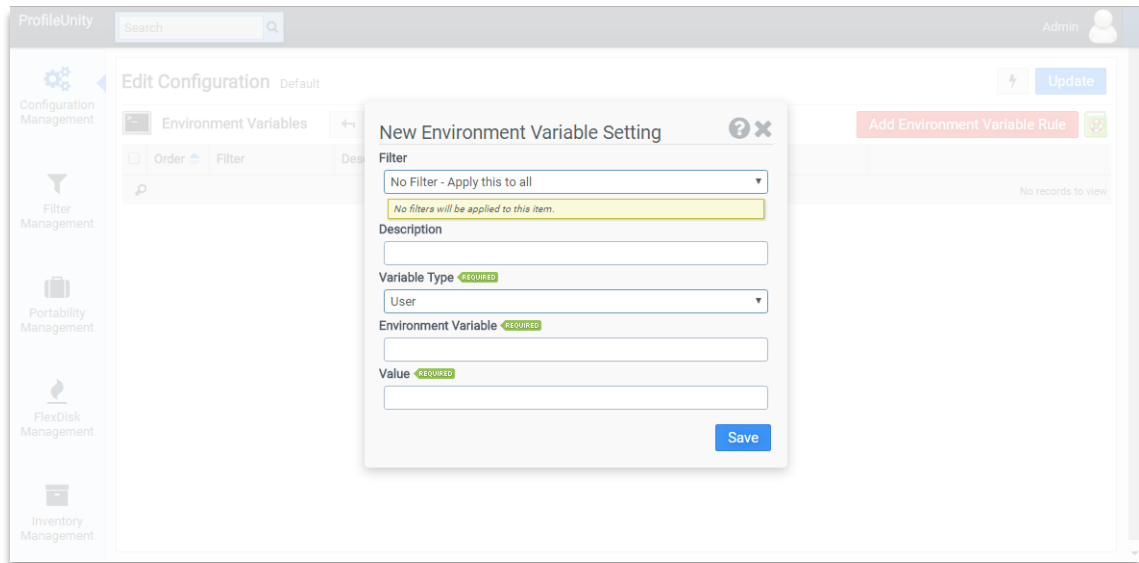 ProfileUnity
Search
Admin
Configuration
Management
Edit Configuration Default
Update
Environment Variables
Add Environment Variable Rule
Order Filter Des
No records to view
Filter
Management
Portability
Management
FlexDisk
Management
Inventory
Management
New Environment Variable Setting
Filter
No Filter - Apply this to all
No filters will be applied to this item.
Description
Variable Type REQUIRED
User
Environment Variable REQUIRED
Value REQUIRED
Save